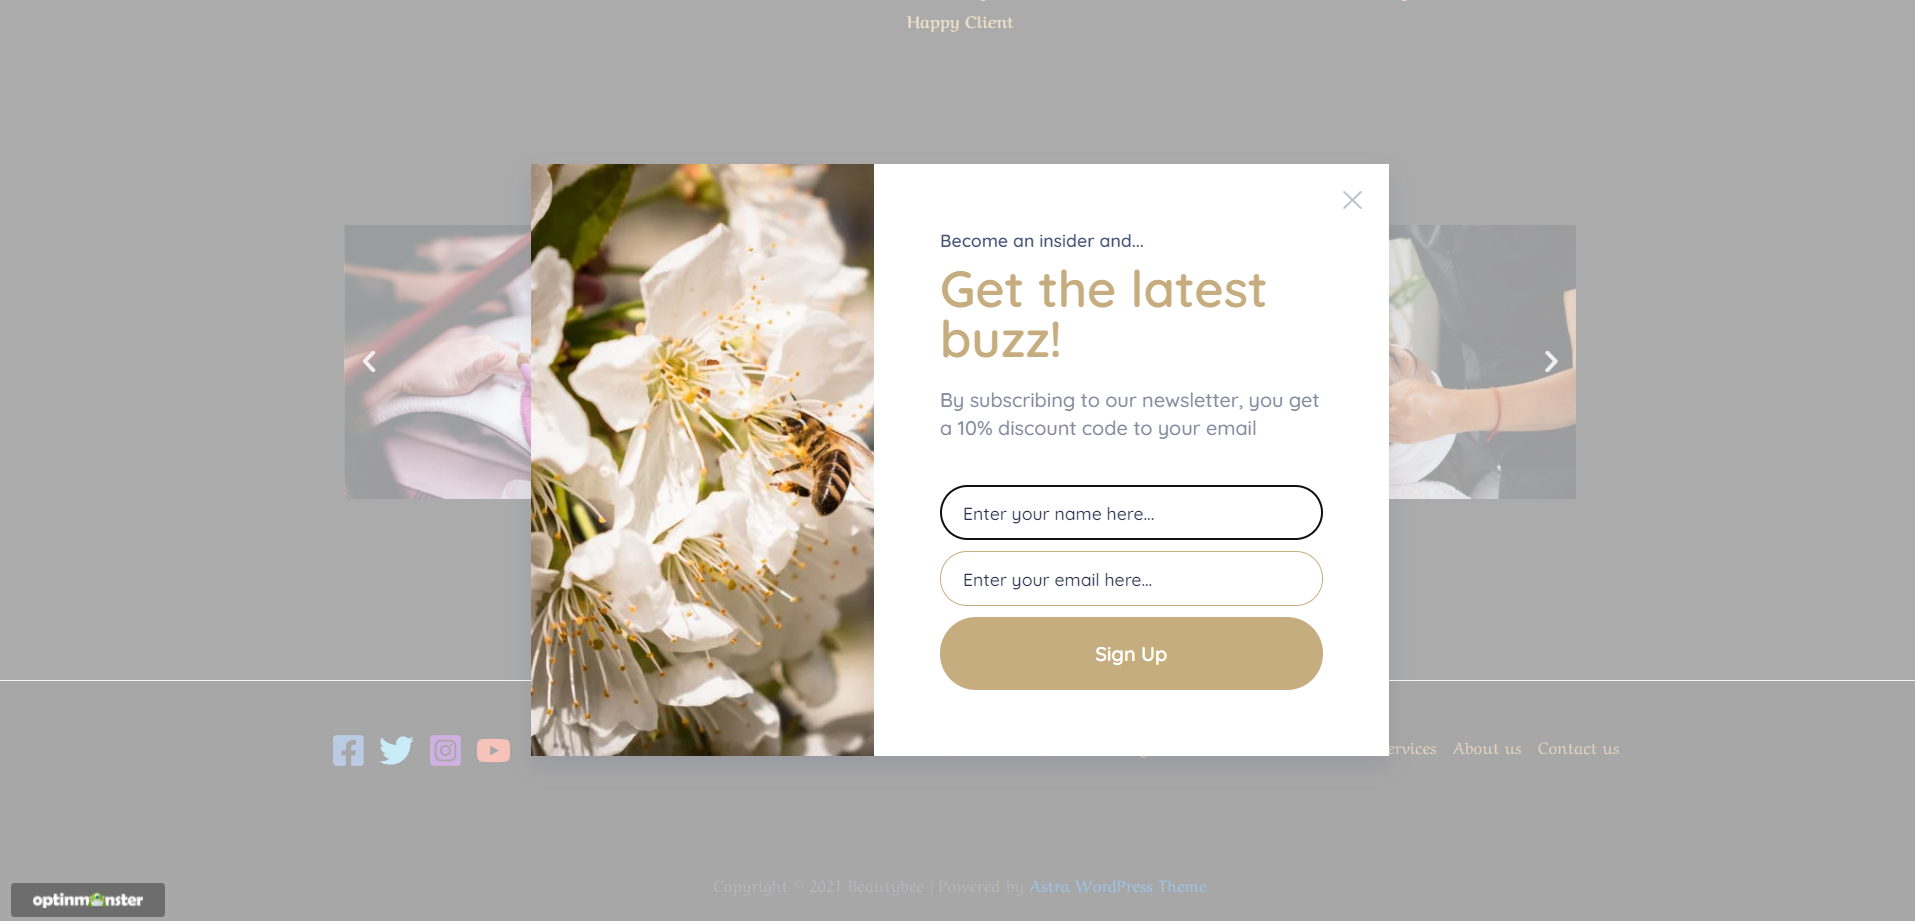 Happy Client
Become an insider and...
Get the latest
buzz!
By subscribing to our newsletter, you get
a 10% discount code to your email
Enter your name here...
Enter your email here...
Sign Up
About us Contact us
Copyright © 2021 Beautybee | Powered by Astra WordPress Theme
optinmonster